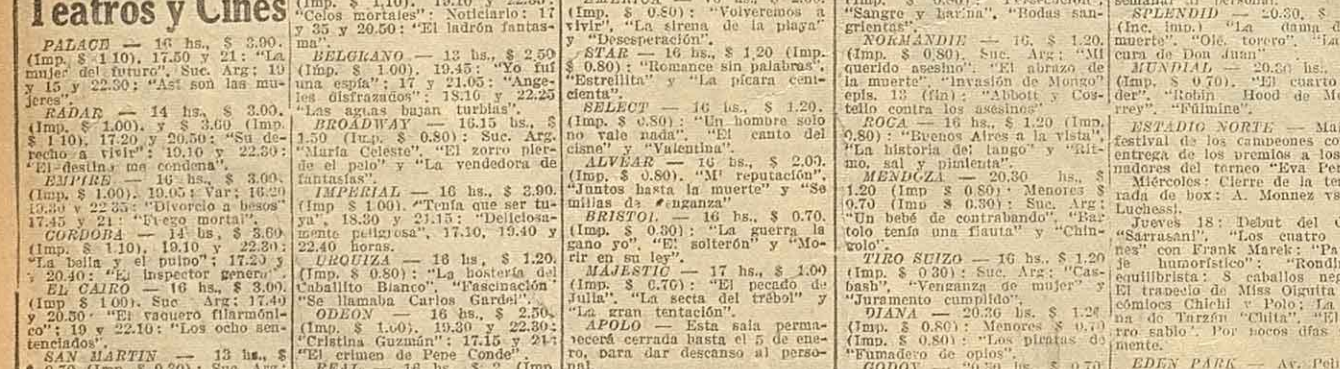 Teatros y Cines
PALACE — 16 hs., $ 3.90.
(Imp. $ 1.10). 17.50 y 21: "La
mujer del futuro". Suc. Arg: 19
y 15 y 22.30: "Así son las mu-
jeres".
RADAR — 14 hs., $ 3.00.
(Imp. $ 1.00). y $ 3.60 (Imp.
$ 1.10). 17.20 y 20.50: "Su de-
recho a vivir"; 19.10 y 22.30:
"El destino me condena".
EMPIRE — 16 hs., $ 3.00.
(Imp. $ 1.00). 19.05: Var; 16.20
19.30 y 22.35: "Divorcio a besos"
17.45 y 21: "Fuego mortal".
CORDOBA — 14 hs., $ 3.60
(Imp. $ 1.10), 19.10 y 22.30:
"La bella y el pulpo"; 17.20 y
20.40: "El inspector general".
EL CAIRO — 16 hs., $ 3.00.
(Imp $ 1.00). Suc Arg: 17.40
y 20.50: "El vaquero filarmóni-
co"; 19 y 22.10: "Los ocho sen-
tenciados".
SAN MARTIN — 13 hs., $
"Celos mortales": Noticiario: 17
y 35 y 20.50: "El ladrón fantas-
ma".
BELGRANO — 13 hs., $ 2.50
(Imp. $ 1.00). 19.45: "Yo fuí
una espía"; 17 y 21.05: "Ange-
les disfrazados"; 18.10 y 22.25
"Las aguas bajan turbias".
BROADWAY — 16.15 hs., $
1.50 (Imp. $ 0.80): Suc. Arg.
"María Celeste". "El zorro pier-
de el pelo" y "La vendedora de
fantasías".
IMPERIAL — 16 hs., $ 3.90.
(Imp $ 1.00). "Tenía que ser tu-
ya", 18.30 y 21.15: "Deliciosa-
mente peligrosa", 17.10, 19.40 y
22.40 horas.
URQUIZA — 16 hs, $ 1.20.
(Imp. $ 0.80): "La hostería del
Caballito Blanco". "Fascinación"
"Se llamaba Carlos Gardel".
ODEON — 16 hs., $ 2.50.
(Imp. $ 1.00). 19.30 y 22.30:
"Cristina Guzmán"; 17.15 y 21:
"El crimen de Pepe Conde".
(Imp. $ 0.80): "Volveremos a
vivir", "La sirena de la playa"
y "Desesperación".
STAR — 16 hs., $ 1,20 (Imp.
$ 0.80): "Romance sin palabras".
"Estrellita" y "La pícara ceni-
cienta".
SELECT — 16 hs., $ 1.20.
(Imp. $ 0.80): "Un hombre solo
no vale nada". "El canto del
cisne" y "Valentina".
ALVEAR — 16 hs., $ 2.00.
(Imp. $ 0.80). "Mi reputación",
"Juntos hasta la muerte" y "Se
millas de venganza"
BRISTOL — 16 hs., $ 0.70.
(Imp. $ 0.30): "La guerra la
gano yo". "El solterón" y "Mo-
rir en su ley".
MAJESTIC — 17 hs., $ 1.00
(Imp. $ 0.70): "El pecado de
Julia". "La secta del trébol" y
"La gran tentación".
APOLO — Esta sala perma-
necerá cerrada hasta el 5 de ene-
ro, para dar descanso al perso-
nal.
"Sangre y harina". "Bodas san-
grientas".
NORMANDIE — 16. $ 1.20.
(Imp. $ 0.80). Suc. Arg: "Mi
querido asesino". "El abrazo de
la muerte" "Invasión de Mongo"
epls. 13 (fin) - "Abbott y Cos-
tello contra los asesinos"
ROCA — 16 hs., $ 1.20 (Imp.
0.80): "Buenos Aires a la vista".
"La historia del tango" y "Rit-
mo, sal y pimienta".
MENDOZA — 20.30 hs., $
1.20 (Imp $ 0.80) - Menores $
0.70 (Imp $ 0.30): Suc. Arg:
"Un bebé de contrabando". "Bar
tolo tenía una flauta" y "Chin-
golo".
TIRO SUIZO — 16 hs. $ 1.20
(Imp. $ 0 30): Suc. Arg: "Cas-
bash", "Venganza de mujer" y
"Juramento cumplido".
DIANA — 20.30 hs. $ 1.20
(Imp. $ 0.80): Menores $ 0.70
(Imp. $ 0.80): "Los piratas de
"Fumadero de opios".
SPLENDID — 20.30, $
(Inc. imp.) "La dama d
muerte". "Olé, torero". "La
cura de Don Juan"
MUNDIAL — 20.30 hs.,
(Imp. 0.70). "El cuarto
der". "Robin Hood de Mo
rrey". "Fúlmine".
ESTADIO NORTE — Ma
festival de los campeones co
entrega de los premios a los
nadores del torneo "Eva Per
Miércoles: Cierre de la te
rada de box: A. Monnez v
Luchessi.
Jueves 18: Debut del
"Sarrasani", "Los cuatro
nes" con Frank Marek: "Pa
je humorístico": "Rondi
equilibrista: 8 caballos neg
El trapecio de Miss Olguita
cómicos Chichi y Polo: La
na de Tarzán "Chita". "El
rro sabio". Por pocos días
mente.
EDEN PARK — Av. Pel